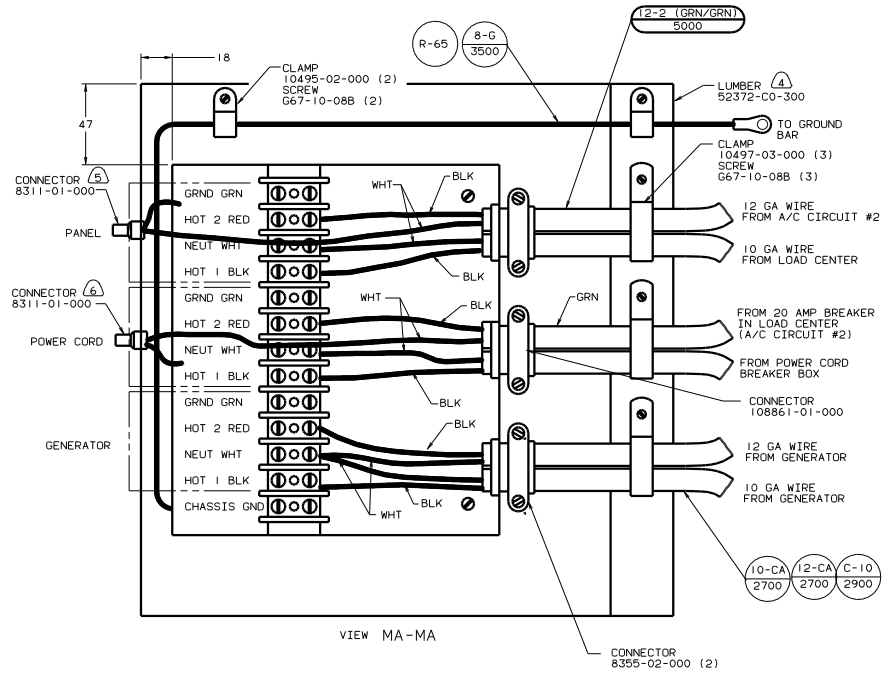 12-2 (GRN/GRN)
5000
R-65
8-G
3500
18
CLAMP
10495-02-000 (2)
SCREW
G67-10-08B (2)
LUMBER 4
52372-C0-300
47
TO GROUND
BAR
CLAMP
10497-03-000 (3)
SCREW
G67-10-08B (3)
CONNECTOR 5
8311-01-000
PANEL
GRND GRN
HOT 2 RED
NEUT WHT
HOT 1 BLK
WHT
BLK
BLK
12 GA WIRE
FROM A/C CIRCUIT #2
10 GA WIRE
FROM LOAD CENTER
CONNECTOR 6
8311-01-000
POWER CORD
GRND GRN
HOT 2 RED
NEUT WHT
HOT 1 BLK
WHT
BLK
GRN
BLK
FROM 20 AMP BREAKER
IN LOAD CENTER
(A/C CIRCUIT #2)
FROM POWER CORD
BREAKER BOX
CONNECTOR
108861-01-000
GENERATOR
GRND GRN
HOT 2 RED
NEUT WHT
HOT 1 BLK
CHASSIS GND
BLK
BLK
WHT
12 GA WIRE
FROM GENERATOR
10 GA WIRE
FROM GENERATOR
10-CA
2700
12-CA
2700
C-10
2900
VIEW MA-MA
CONNECTOR
8355-02-000 (2)